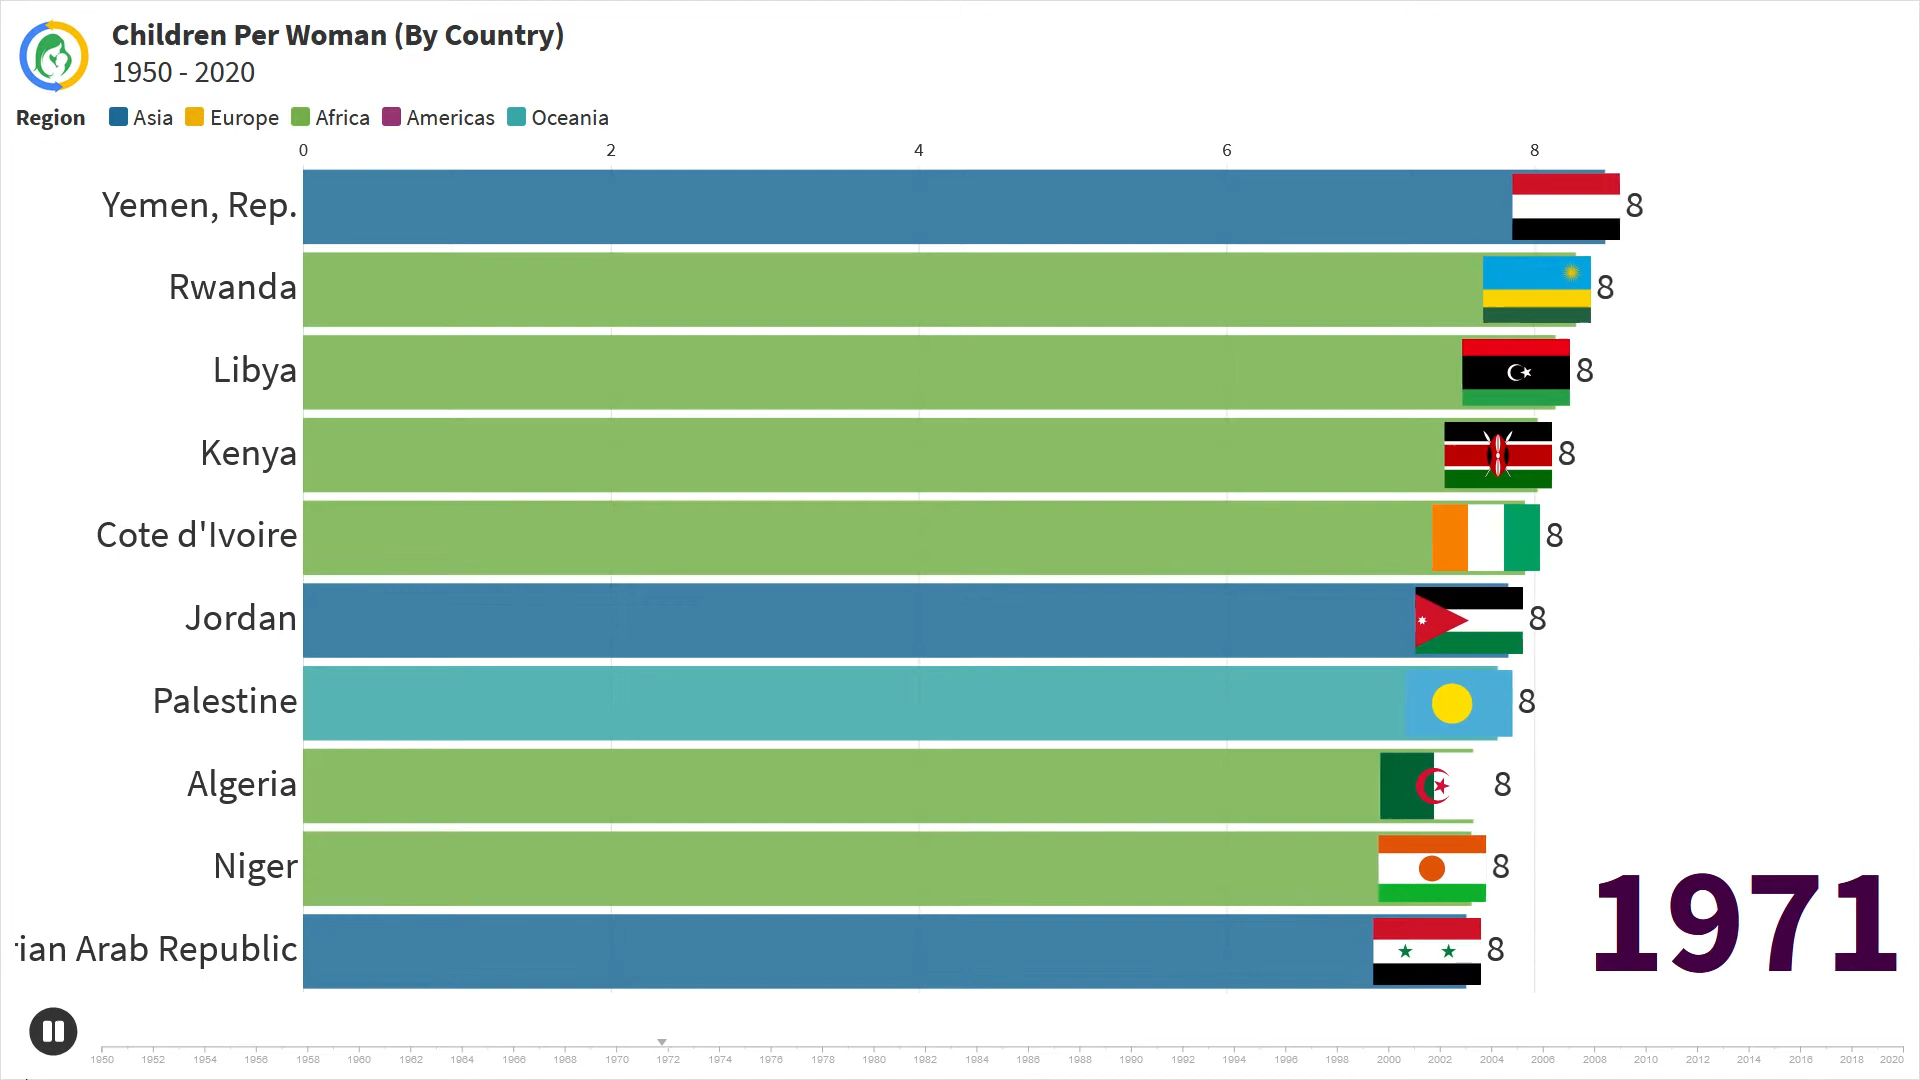 Children Per Woman (By Country)
1950 - 2020
Region Asia Europe Africa Americas Oceania
0 2 4 6 8
Yemen, Rep. 8
Rwanda 8
Libya 8
Kenya 8
Cote d'Ivoire 8
Jordan 8
Palestine 8
Algeria 8
Niger 8
rian Arab Republic 8
1971
1950 1952 1954 1956 1958 1960 1962 1964 1966 1968 1970 1972 1974 1976 1978 1980 1982 1984 1986 1988 1990 1992 1994 1996 1998 2000 2002 2004 2006 2008 2010 2012 2014 2016 2018 2020